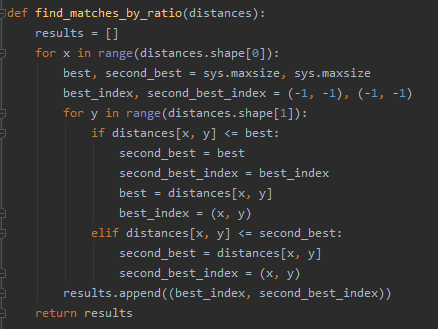 def find_matches_by_ratio(distances):
    results = []
    for x in range(distances.shape[0]):
        best, second_best = sys.maxsize, sys.maxsize
        best_index, second_best_index = (-1, -1), (-1, -1)
        for y in range(distances.shape[1]):
            if distances[x, y] <= best:
                second_best = best
                second_best_index = best_index
                best = distances[x, y]
                best_index = (x, y)
            elif distances[x, y] <= second_best:
                second_best = distances[x, y]
                second_best_index = (x, y)
        results.append((best_index, second_best_index))
    return results